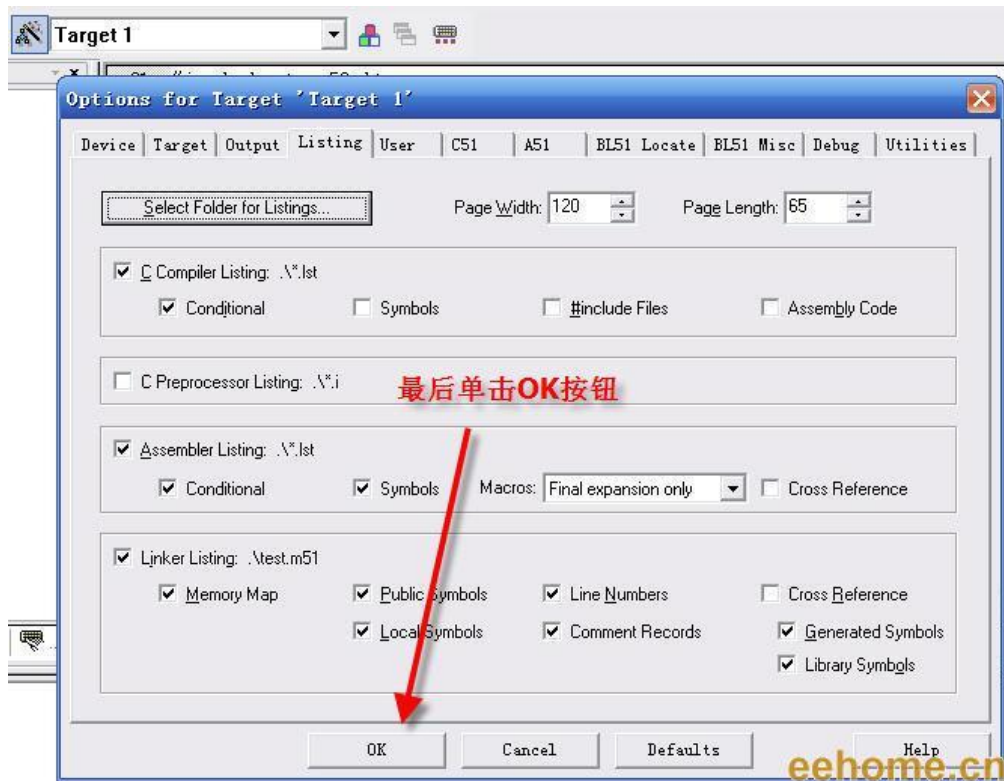 Target 1
Options for Target 'Target 1'
Device Target Output Listing User C51 A51 BL51 Locate BL51 Misc Debug Utilities
Select Folder for Listings... Page Width: 120 Page Length: 65
C Compiler Listing: .\*.lst
Conditional Symbols #include Files Assembly Code
C Preprocessor Listing: .\*.i
最后单击OK按钮
Assembler Listing: .\*.lst
Conditional Symbols Macros: Final expansion only Cross Reference
Linker Listing: .\test.m51
Memory Map Public Symbols Line Numbers Cross Reference
Local Symbols Comment Records Generated Symbols
Library Symbols
OK Cancel Defaults Help
eehome.cn